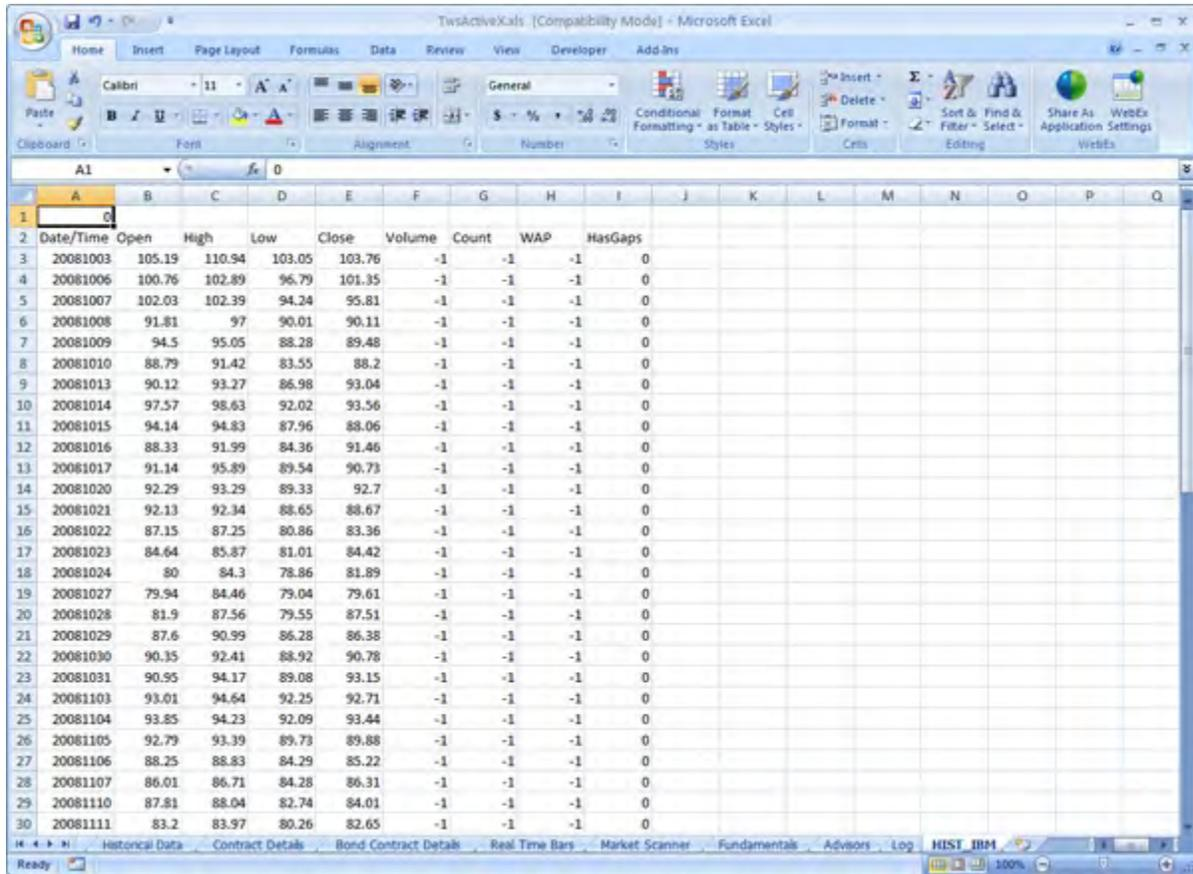 TwsActiveX.xls [Compatibility Mode] - Microsoft Excel
Home Insert Page Layout Formulas Data Review View Developer Add-Ins
Paste Calibri 11 A A General Conditional Formatting Format as Table Cell Styles Insert Delete Format Sort & Filter Find & Select Share As Application WebEx Settings
B I U A $ %
Clipboard Font Alignment Number Styles Cells Editing WebEx
A1 fx 0
A B C D E F G H I J K L M N O P Q
1 0
2 Date/Time Open High Low Close Volume Count WAP HasGaps
3 20081003 105.19 110.94 103.05 103.76 -1 -1 -1 0
4 20081006 100.76 102.89 96.79 101.35 -1 -1 -1 0
5 20081007 102.03 102.39 94.24 95.81 -1 -1 -1 0
6 20081008 91.81 97 90.01 90.11 -1 -1 -1 0
7 20081009 94.5 95.05 88.28 89.48 -1 -1 -1 0
8 20081010 88.79 91.42 83.55 88.2 -1 -1 -1 0
9 20081013 90.12 93.27 86.98 93.04 -1 -1 -1 0
10 20081014 97.57 98.63 92.02 93.56 -1 -1 -1 0
11 20081015 94.14 94.83 87.96 88.06 -1 -1 -1 0
12 20081016 88.33 91.99 84.36 91.46 -1 -1 -1 0
13 20081017 91.14 95.89 89.54 90.73 -1 -1 -1 0
14 20081020 92.29 93.29 89.33 92.7 -1 -1 -1 0
15 20081021 92.13 92.34 88.65 88.67 -1 -1 -1 0
16 20081022 87.15 87.25 80.86 83.36 -1 -1 -1 0
17 20081023 84.64 85.87 81.01 84.42 -1 -1 -1 0
18 20081024 80 84.3 78.86 81.89 -1 -1 -1 0
19 20081027 79.94 84.46 79.04 79.61 -1 -1 -1 0
20 20081028 81.9 87.56 79.55 87.51 -1 -1 -1 0
21 20081029 87.6 90.99 86.28 86.38 -1 -1 -1 0
22 20081030 90.35 92.41 88.92 90.78 -1 -1 -1 0
23 20081031 90.95 94.17 89.08 93.15 -1 -1 -1 0
24 20081103 93.01 94.64 92.25 92.71 -1 -1 -1 0
25 20081104 93.85 94.23 92.09 93.44 -1 -1 -1 0
26 20081105 92.79 93.39 89.73 89.88 -1 -1 -1 0
27 20081106 88.25 88.83 84.29 85.22 -1 -1 -1 0
28 20081107 86.01 86.71 84.28 86.31 -1 -1 -1 0
29 20081110 87.81 88.04 82.74 84.01 -1 -1 -1 0
30 20081111 83.2 83.97 80.26 82.65 -1 -1 -1 0
Historical Data Contract Details Bond Contract Details Real Time Bars Market Scanner Fundamentals Advisors Log HIST_IBM
Ready 100%